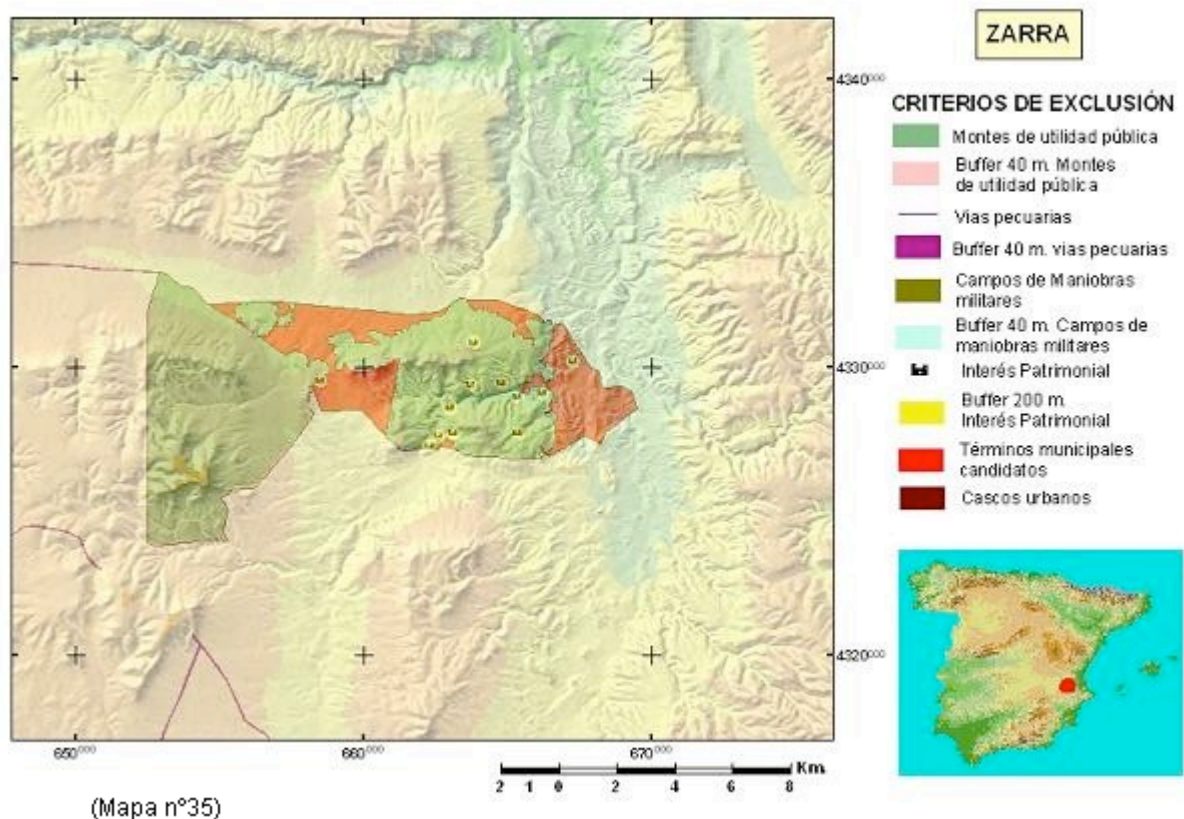 ZARRA
4340000
CRITERIOS DE EXCLUSIÓN
Montes de utilidad pública
Buffer 40 m. Montes
de utilidad pública
Vías pecuarias
Buffer 40 m. vías pecuarias
Campos de Maniobras
militares
Buffer 40 m. Campos de
maniobras militares
4330000
Interés Patrimonial
Buffer 200 m.
Interés Patrimonial
Términos municipales
candidatos
Cascos urbanos
4320000
650000
660000
670000
Km.
2 1 0 2 4 6 8
(Mapa nº35)